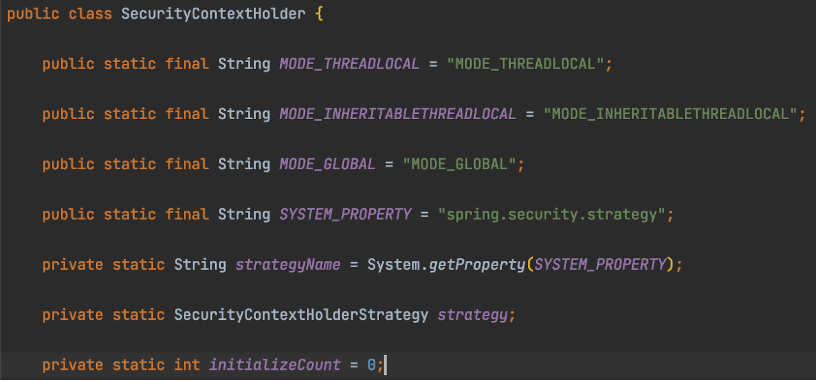 public class SecurityContextHolder {
public static final String MODE_THREADLOCAL = "MODE_THREADLOCAL";
public static final String MODE_INHERITABLETHREADLOCAL = "MODE_INHERITABLETHREADLOCAL";
public static final String MODE_GLOBAL = "MODE_GLOBAL";
public static final String SYSTEM_PROPERTY = "spring.security.strategy";
private static String strategyName = System.getProperty(SYSTEM_PROPERTY);
private static SecurityContextHolderStrategy strategy;
private static int initializeCount = 0;